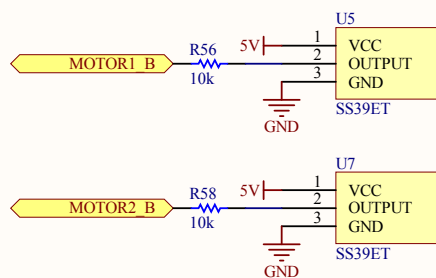 U5
5V 1 VCC
R56 2 OUTPUT
MOTOR1_B
3 GND
10k
GND
SS39ET
U7
5V 1 VCC
R58 2 OUTPUT
MOTOR2_B
3 GND
10k
GND
SS39ET